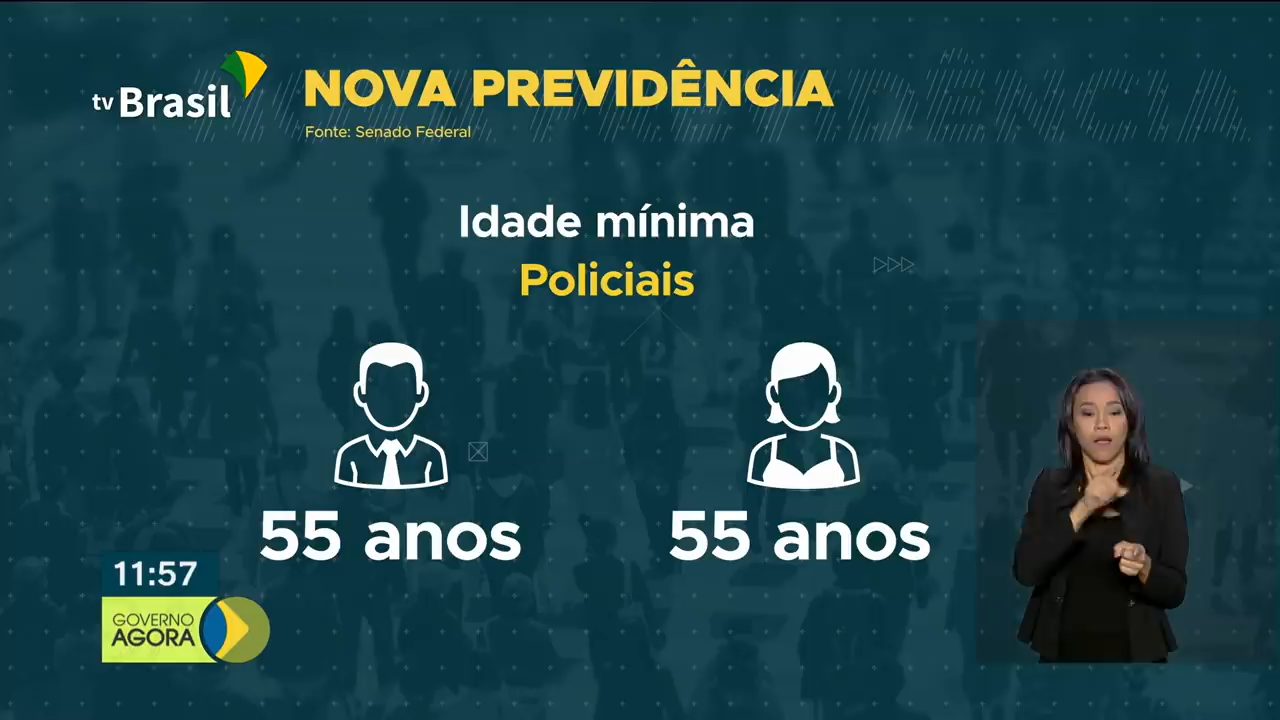 tv Brasil
NOVA PREVIDÊNCIA
Fonte: Senado Federal
Idade mínima
Policiais
55 anos
55 anos
11:57
GOVERNO
AGORA